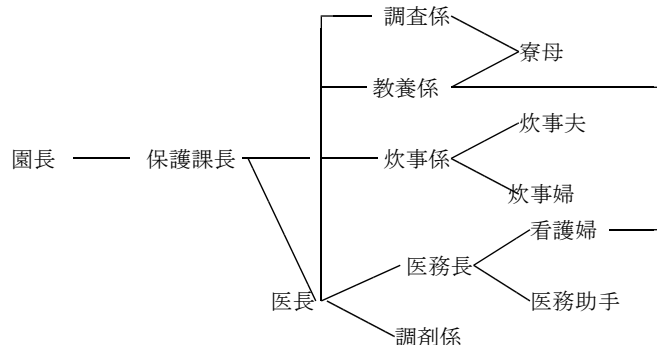 調査係
寮母
教養係
炊事夫
園長 保護課長 炊事係
炊事婦
看護婦
医務長
医長 医務助手
調剤係